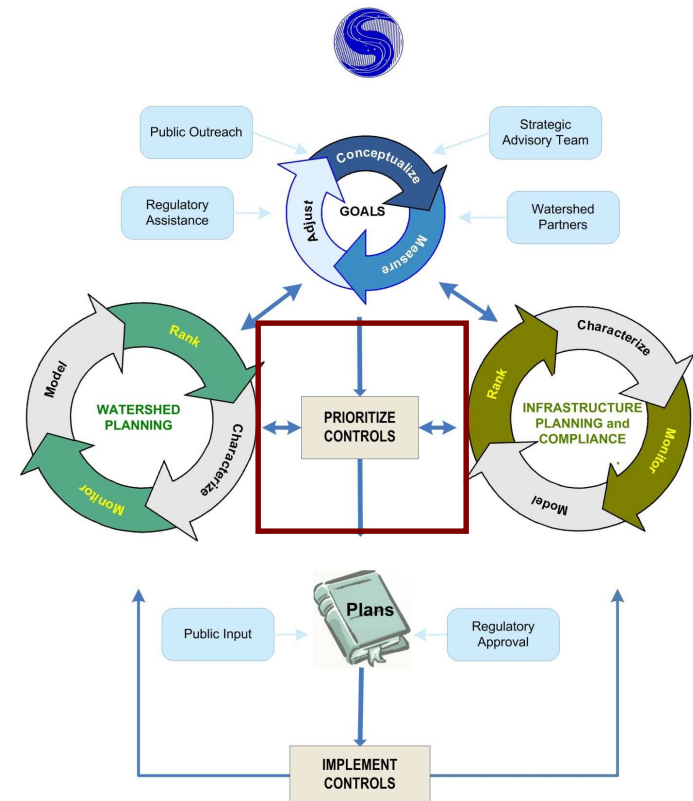 Public Outreach
Strategic
Advisory Team
Conceptualize
Regulatory
Assistance
GOALS
Adjust
Measure
Watershed
Partners
Rank
Model
WATERSHED
PLANNING
Characterize
Monitor
PRIORITIZE
CONTROLS
Characterize
Rank
INFRASTRUCTURE
PLANNING and
COMPLIANCE
Monitor
Model
Plans
Public Input
Regulatory
Approval
IMPLEMENT
CONTROLS